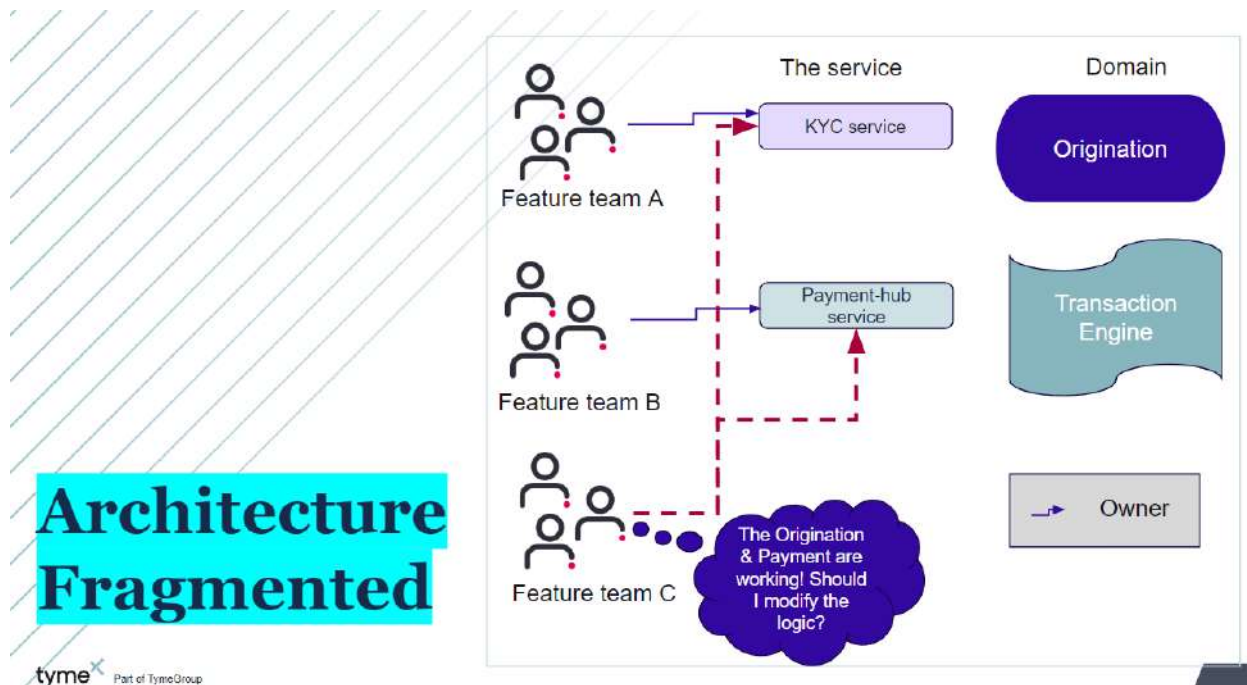 The service
Domain
KYC service
Origination
Feature team A
Payment-hub
service
Transaction
Engine
Feature team B
Architecture
Fragmented
The Origination
& Payment are
working! Should
I modify the
logic?
Owner
Feature team C
tymeX Part of TymeGroup